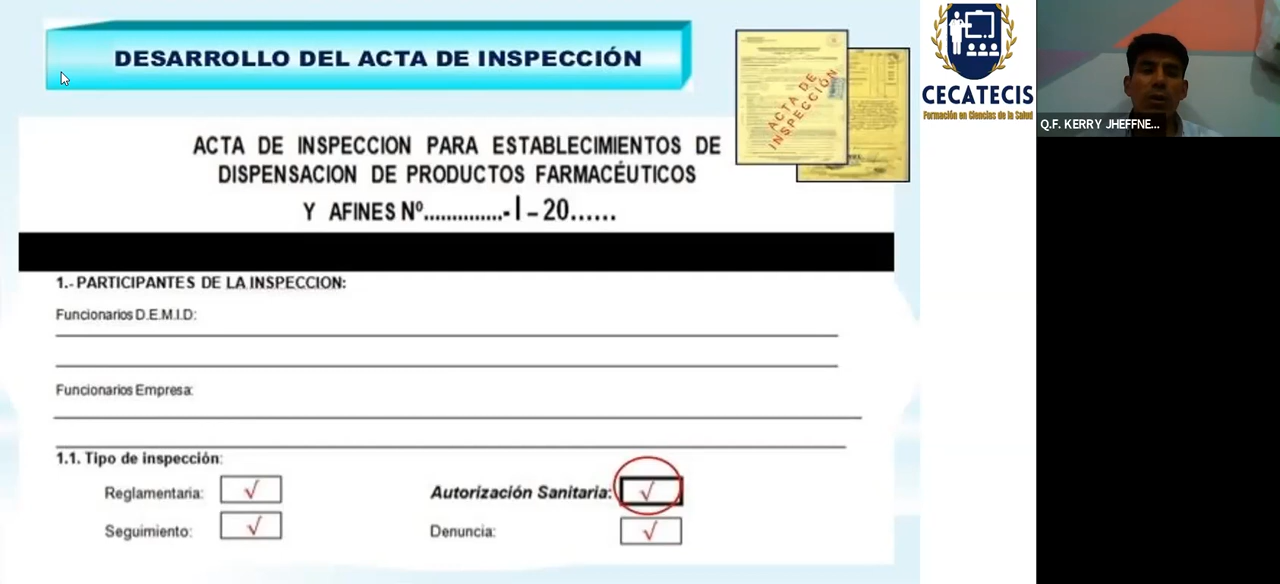 DESARROLLO DEL ACTA DE INSPECCIÓN
ACTA DE INSPECCIÓN
CECATECIS
Formación en Ciencias de la Salud
Q.F. KERRY JHEFFNE...
ACTA DE INSPECCION PARA ESTABLECIMIENTOS DE
DISPENSACION DE PRODUCTOS FARMACÉUTICOS
Y AFINES Nº..............-I – 20......
1.- PARTICIPANTES DE LA INSPECCION:
Funcionarios D.E.M.I.D:
Funcionarios Empresa:
1.1. Tipo de inspección:
Reglamentaria: √ Autorización Sanitaria: √
Seguimiento: √ Denuncia: √